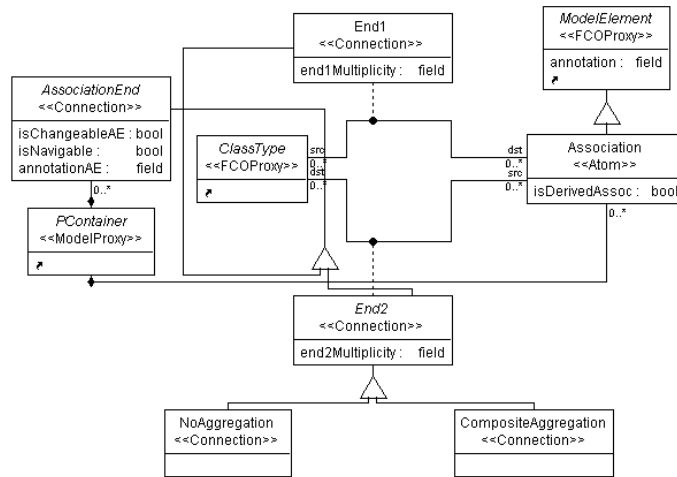 End1
<<Connection>>
end1Multiplicity : field
ModelElement
<<FCOProxy>>
annotation : field
AssociationEnd
<<Connection>>
isChangeableAE : bool
isNavigable : bool
annotationAE : field
0..*
ClassType
<<FCOProxy>>
src
0..*
dst
0..*
dst
0..*
src
0..*
Association
<<Atom>>
isDerivedAssoc : bool
0..*
PContainer
<<ModelProxy>>
End2
<<Connection>>
end2Multiplicity : field
NoAggregation
<<Connection>>
CompositeAggregation
<<Connection>>